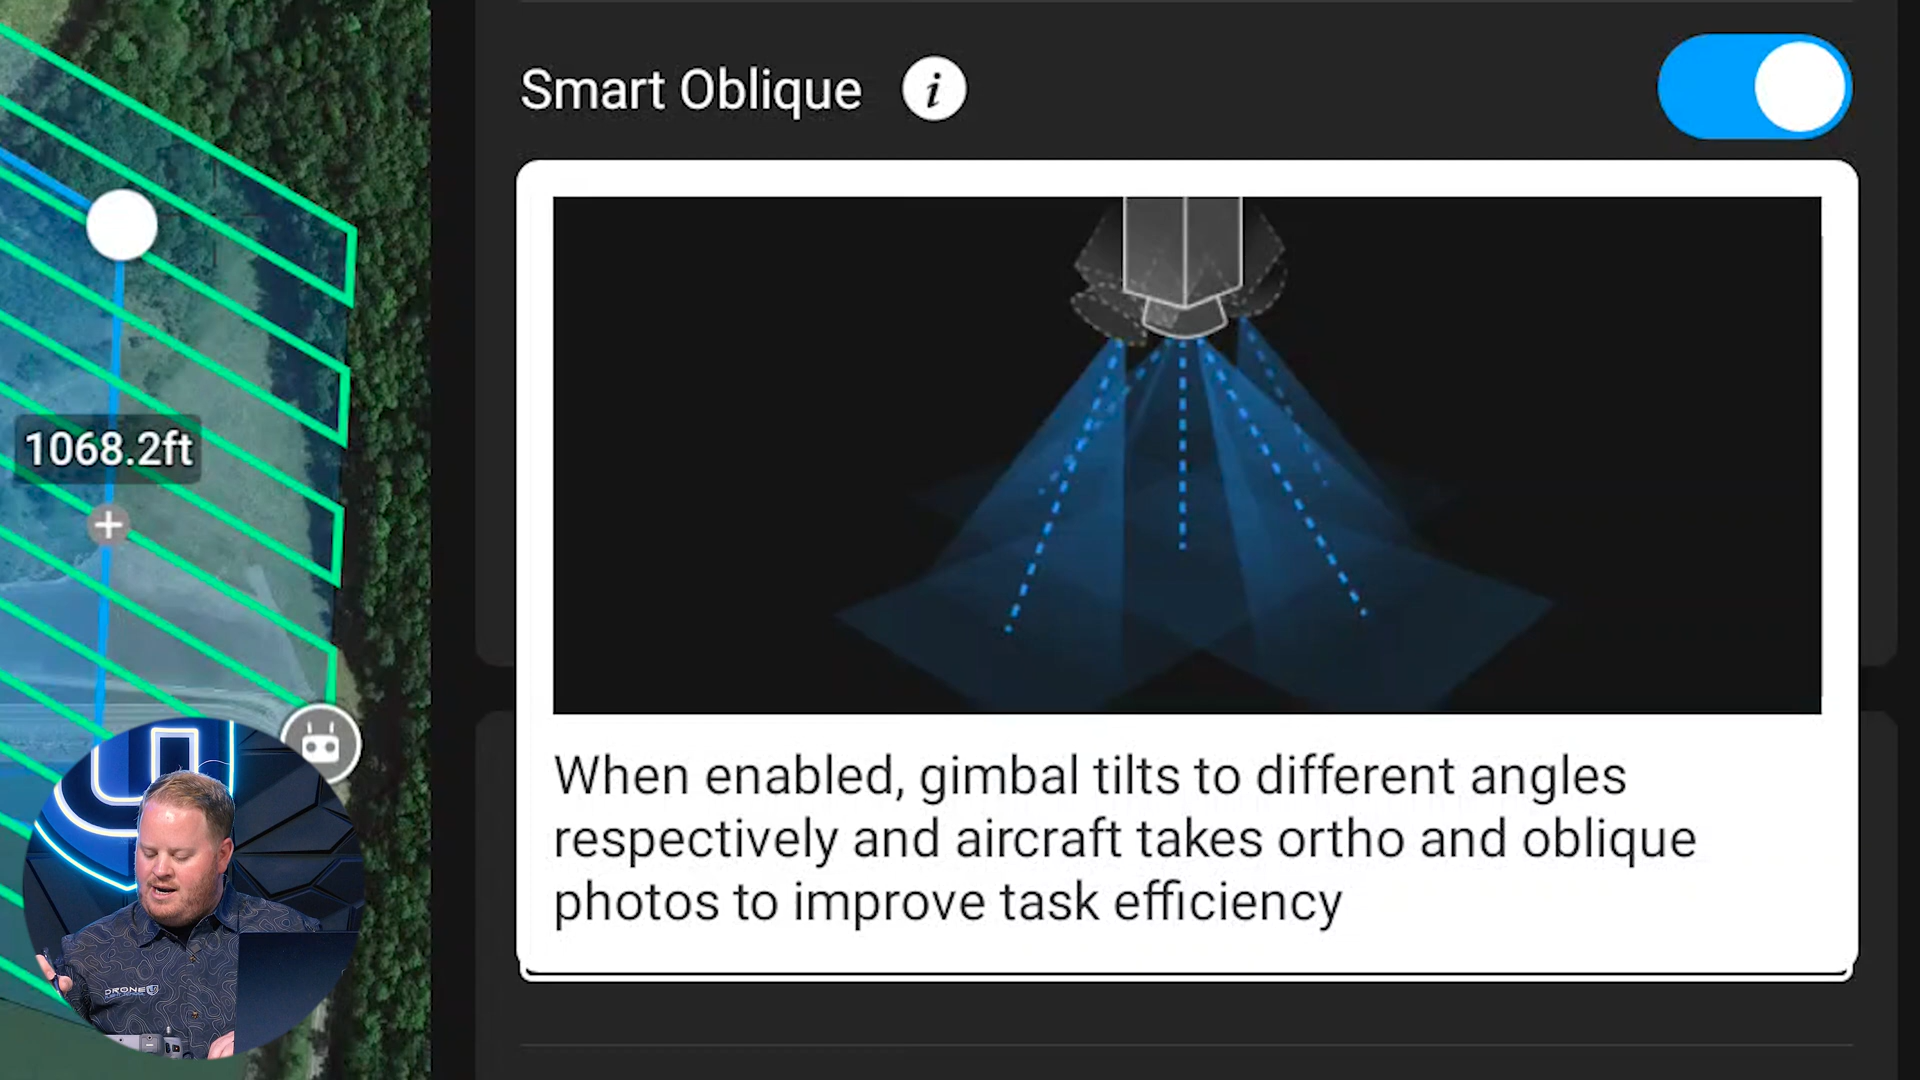 Smart Oblique i
1068.2ft
When enabled, gimbal tilts to different angles
respectively and aircraft takes ortho and oblique
photos to improve task efficiency
DRONE U